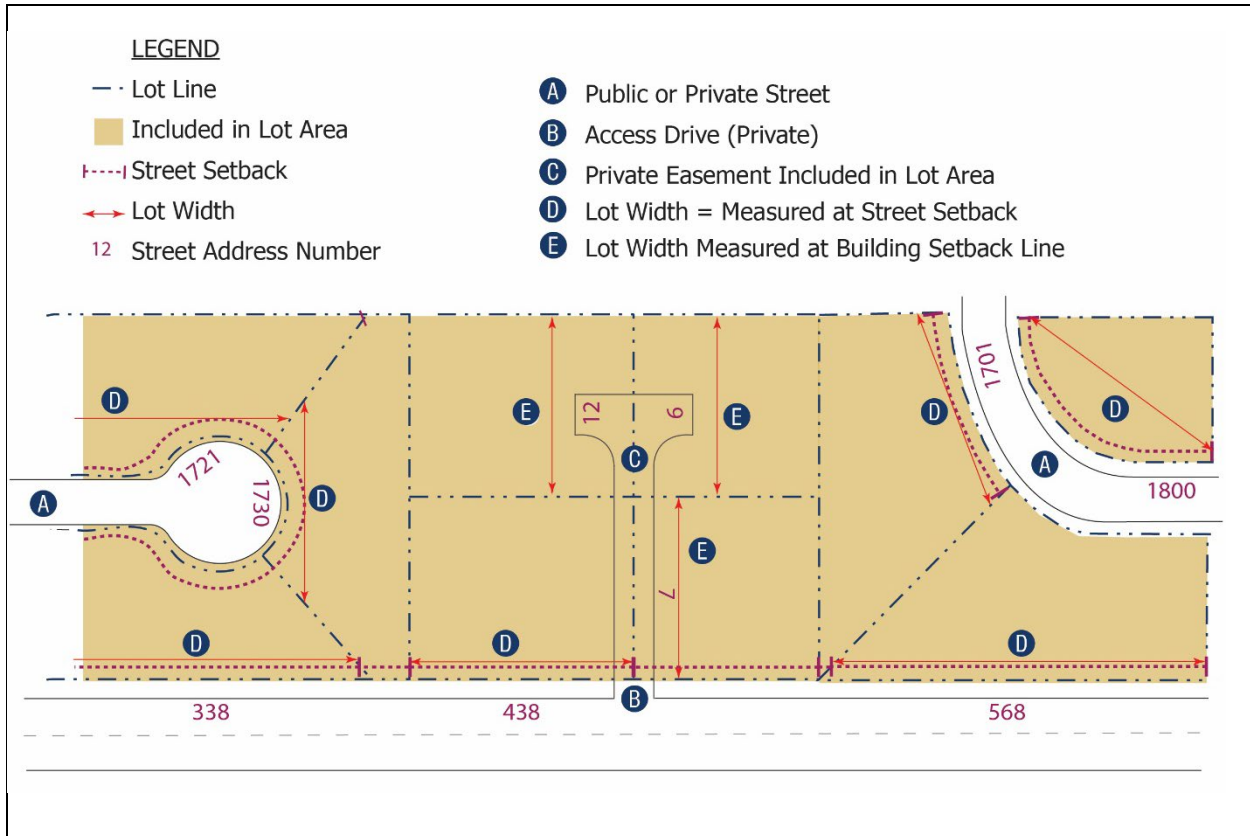 LEGEND
Lot Line
Included in Lot Area
Street Setback
Lot Width
12 Street Address Number
A Public or Private Street
B Access Drive (Private)
C Private Easement Included in Lot Area
D Lot Width = Measured at Street Setback
E Lot Width Measured at Building Setback Line
1701
D
E
12
9
E
D
D
1721
C
A
1730
D
A
1800
E
7
D
D
D
B
338
438
568